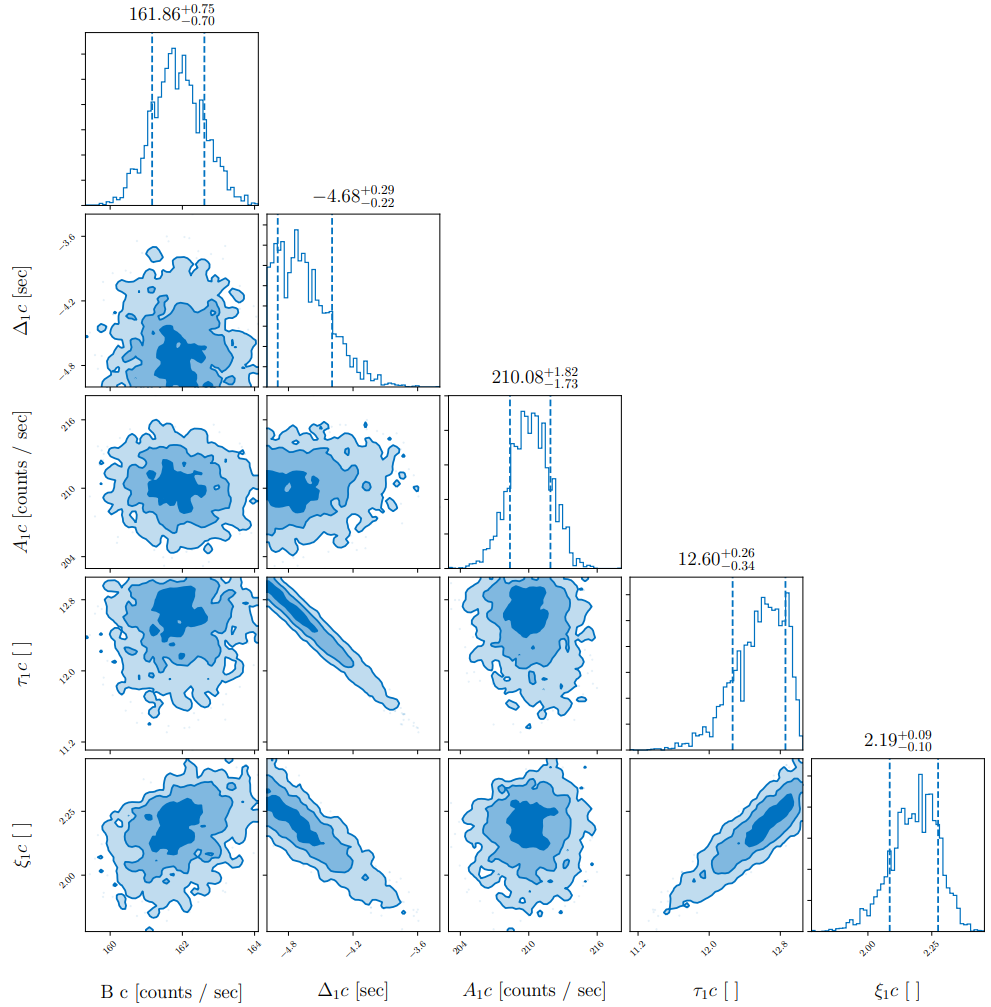 161.86+0.75−0.70
−4.68+0.29−0.22
−3.6
−4.2
−4.8
Δ₁c [sec]
210.08+1.82−1.73
216
210
204
A₁c [counts / sec]
12.60+0.26−0.34
12.8
12.0
11.2
τ₁c [ ]
2.19+0.09−0.10
2.25
2.00
ξ₁c [ ]
160 162 164 −4.8 −4.2 −3.6 204 210 216 11.2 12.0 12.8 2.00 2.25
B c [counts / sec] Δ₁c [sec] A₁c [counts / sec] τ₁c [ ] ξ₁c [ ]